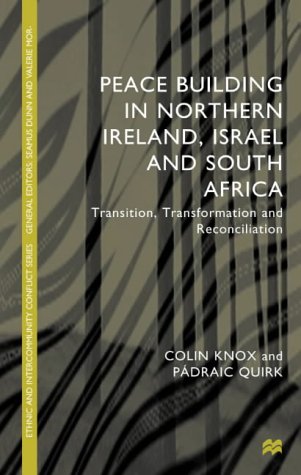 PEACE BUILDING
IN NORTHERN
IRELAND, ISRAEL
AND SOUTH
AFRICA
Transition, Transformation and
Reconciliation
COLIN KNOX and
PÁDRAIC QUIRK
ETHNIC AND INTERCOMMUNITY CONFLICT SERIES GENERAL EDITORS: SEAMUS DUNN AND VALERIE MOR.